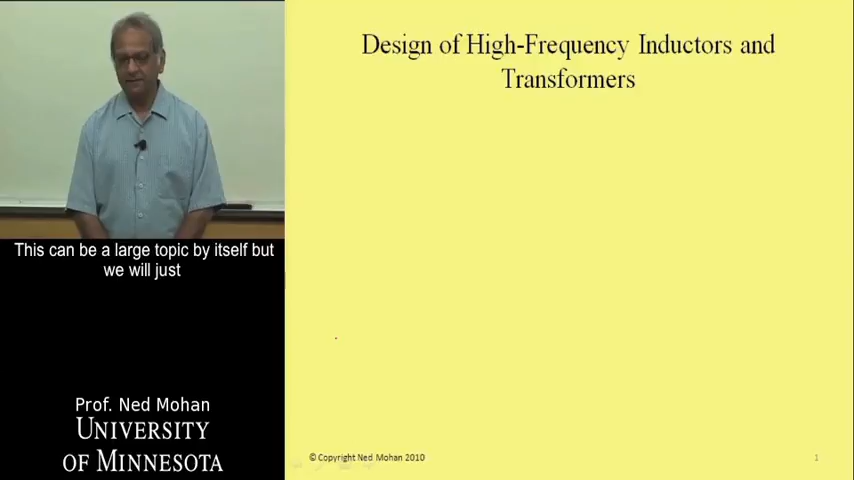 Design of High-Frequency Inductors and
Transformers
This can be a large topic by itself but
we will just
Prof. Ned Mohan
UNIVERSITY
OF MINNESOTA
© Copyright Ned Mohan 2010
1